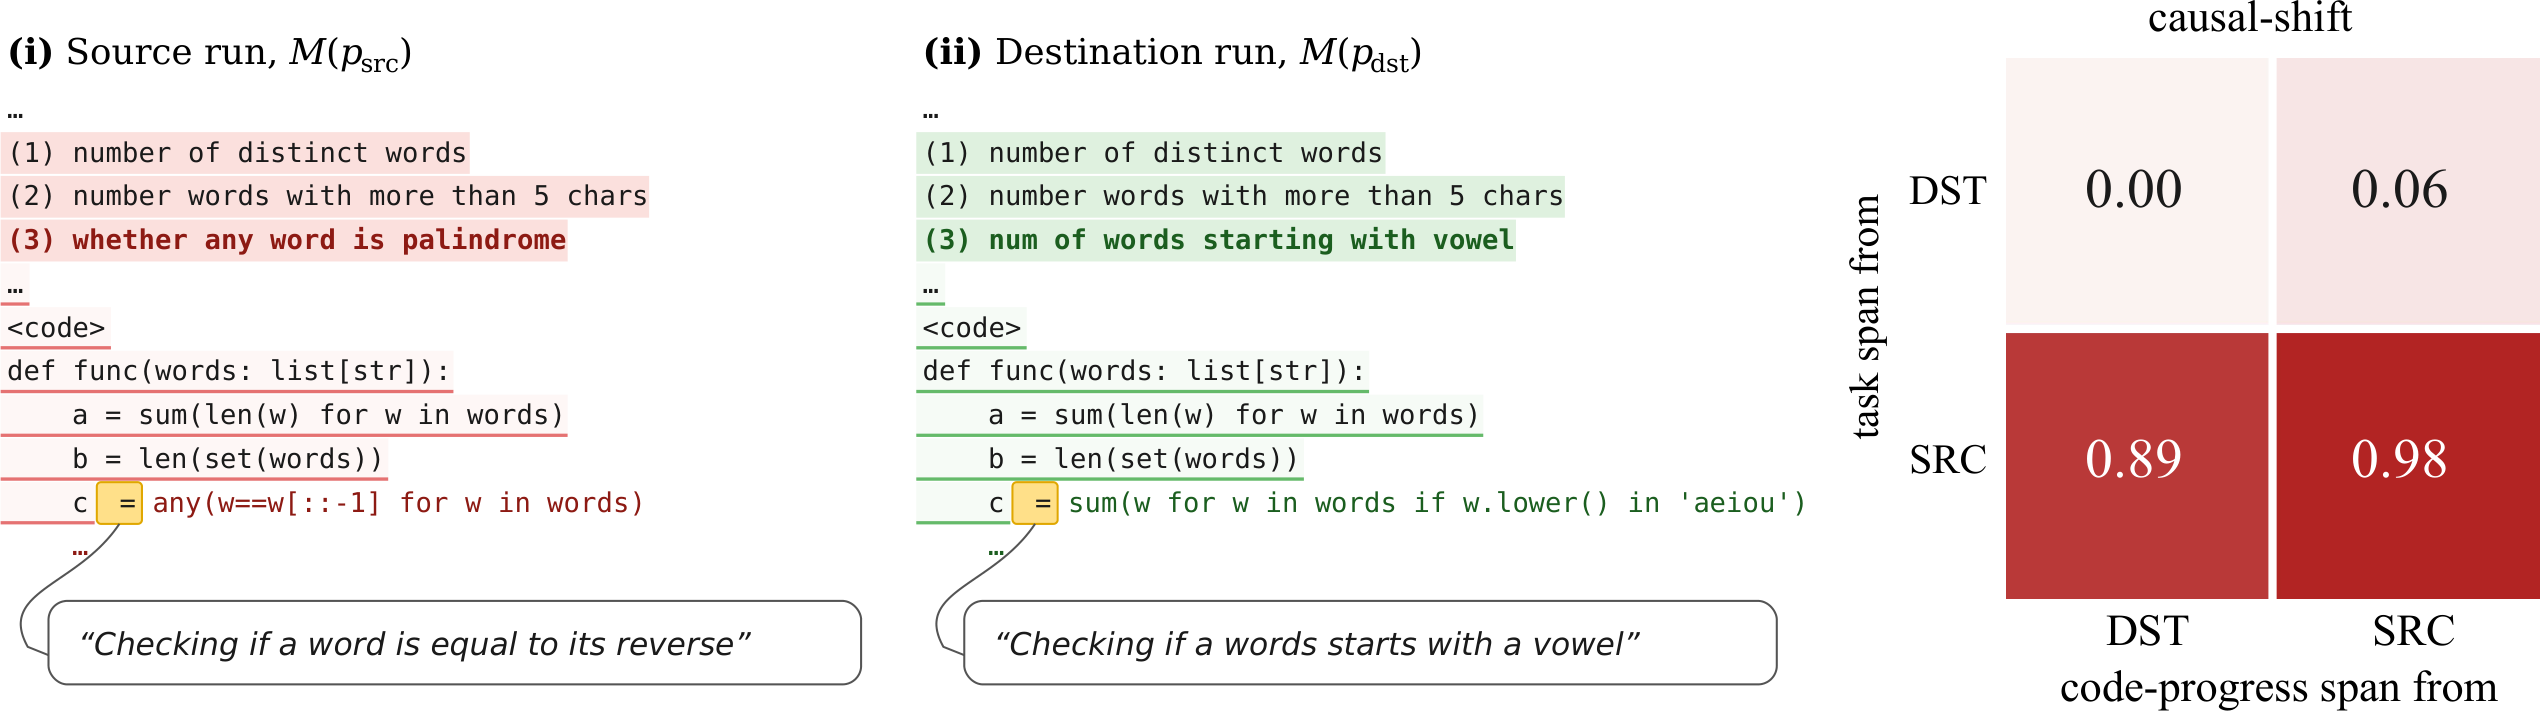 (i) Source run, M(p_src)
…
(1) number of distinct words
(2) number words with more than 5 chars
(3) whether any word is palindrome
…
<code>
def func(words: list[str]):
    a = sum(len(w) for w in words)
    b = len(set(words))
    c = any(w==w[::-1] for w in words)
    …
“Checking if a word is equal to its reverse”
(ii) Destination run, M(p_dst)
…
(1) number of distinct words
(2) number words with more than 5 chars
(3) num of words starting with vowel
…
<code>
def func(words: list[str]):
    a = sum(len(w) for w in words)
    b = len(set(words))
    c = sum(w for w in words if w.lower() in 'aeiou')
    …
“Checking if a words starts with a vowel”
causal-shift
task span from
DST 0.00 0.06
SRC 0.89 0.98
DST SRC
code-progress span from